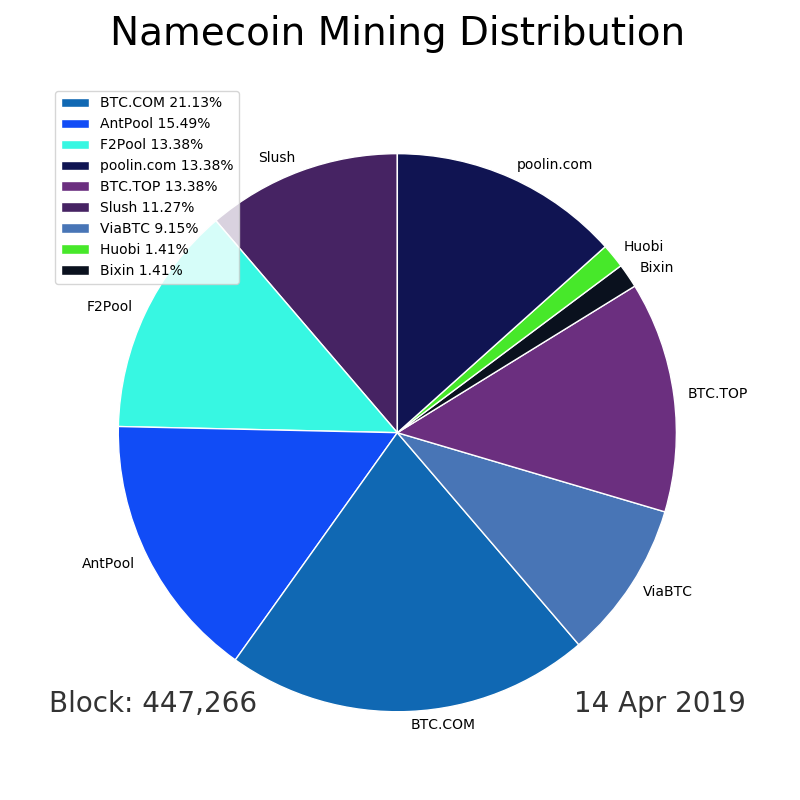 Namecoin Mining Distribution
BTC.COM 21.13%
AntPool 15.49%
F2Pool 13.38%
poolin.com 13.38%
BTC.TOP 13.38%
Slush 11.27%
ViaBTC 9.15%
Huobi 1.41%
Bixin 1.41%
Slush
poolin.com
Huobi
Bixin
F2Pool
BTC.TOP
AntPool
ViaBTC
Block: 447,266
14 Apr 2019
BTC.COM